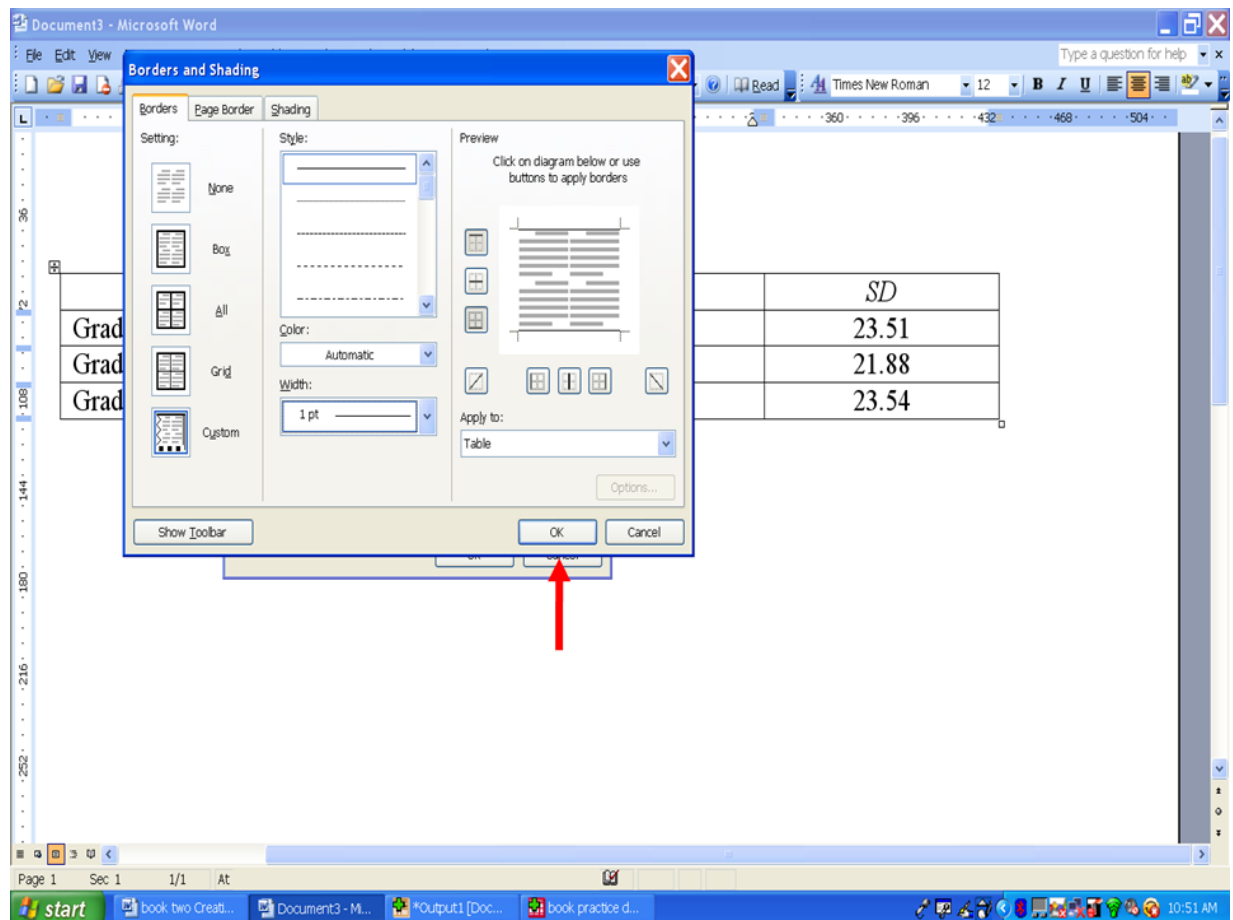 Document3 - Microsoft Word
File Edit View
Type a question for help
Read
Times New Roman
12
B I U
Borders and Shading
Borders Page Border Shading
Setting:
None
Box
All
Grid
Custom
Style:
Color:
Automatic
Width:
1 pt
Preview
Click on diagram below or use
buttons to apply borders
Apply to:
Table
Options...
Show Toolbar
OK Cancel
L
360 396 432 468 504
36
72
108
144
180
216
252
SD
Grad 23.51
Grad 21.88
Grad 23.54
Page 1 Sec 1 1/1 At
start
book two Creati...
Document3 - Mi...
*Output1 [Doc...
book practice d...
10:51 AM